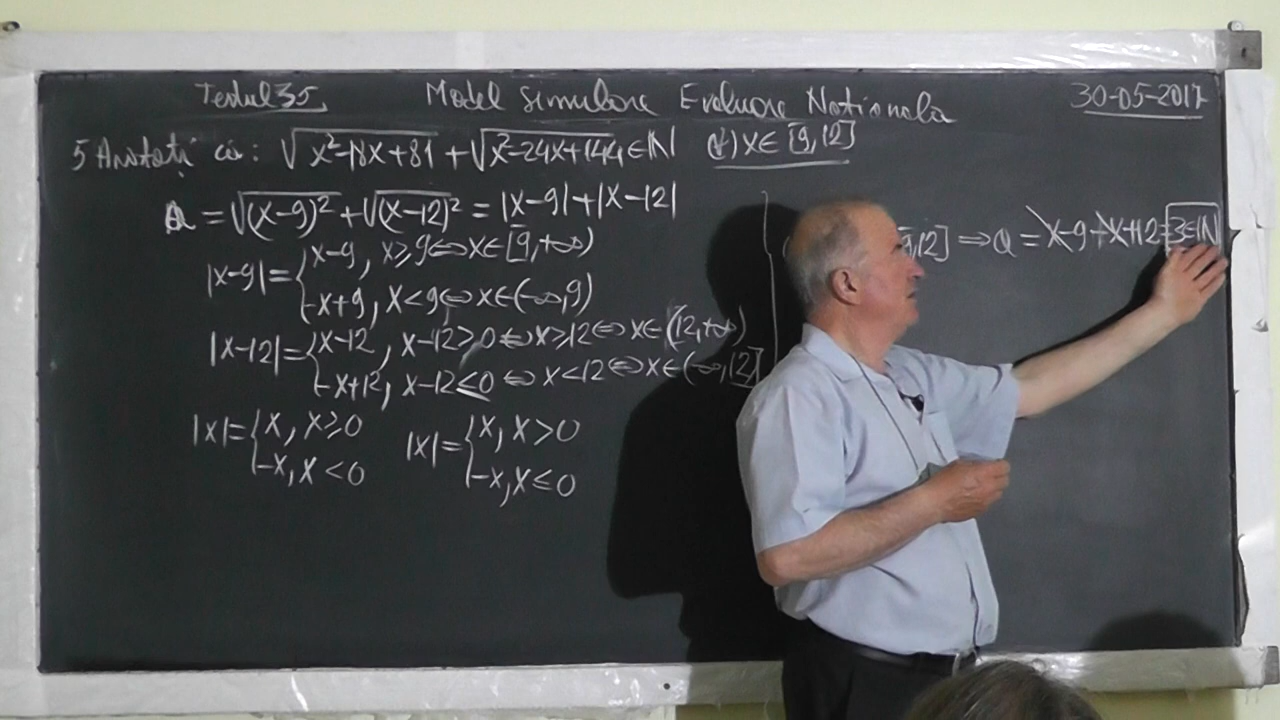 Testul 35 Model Simulare Evaluare Nationala 30-05-2017
5 Arătați că: √x²-18x+81 + √x²-24x+144 ∈ ℕ (∀) x∈ [9,12]
a = √(x-9)² + √(x-12)² = |x-9|+|x-12|
|x-9|= { x-9, x≥9 ⇔ x∈[9,+∞)
-x+9, x<9 ⇔ x∈(-∞,9)
|x-12|= { x-12, x-12>0 ⇔ x≥12 ⇔ x∈(12,+∞)
-x+12, x-12≤0 ⇔ x<12 ⇔ x∈(-∞,12]
|x|= { x, x≥0
-x, x<0
|x|= { x, x>0
-x, x≤0
,12] ⇒ a = x-9-x+12=3∈ℕ